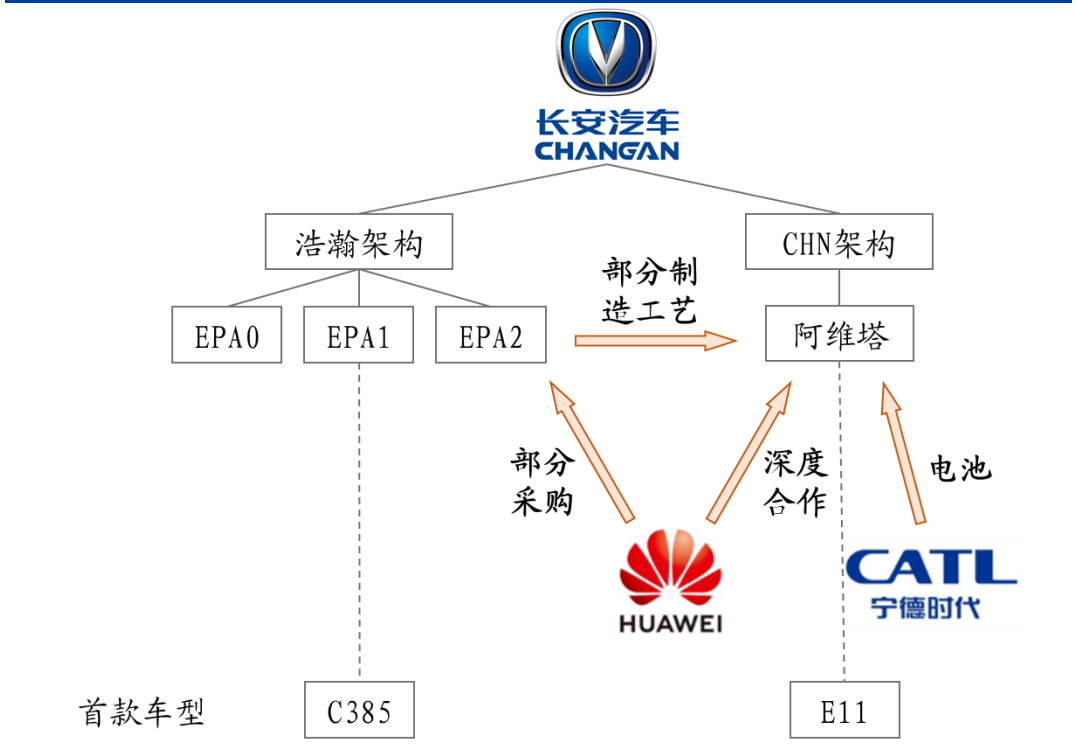 长安汽车
CHANGAN
浩瀚架构
CHN架构
部分制
造工艺
EPA0
EPA1
EPA2
阿维塔
部分
采购
深度
合作
电池
HUAWEI
CATL
宁德时代
首款车型
C385
E11